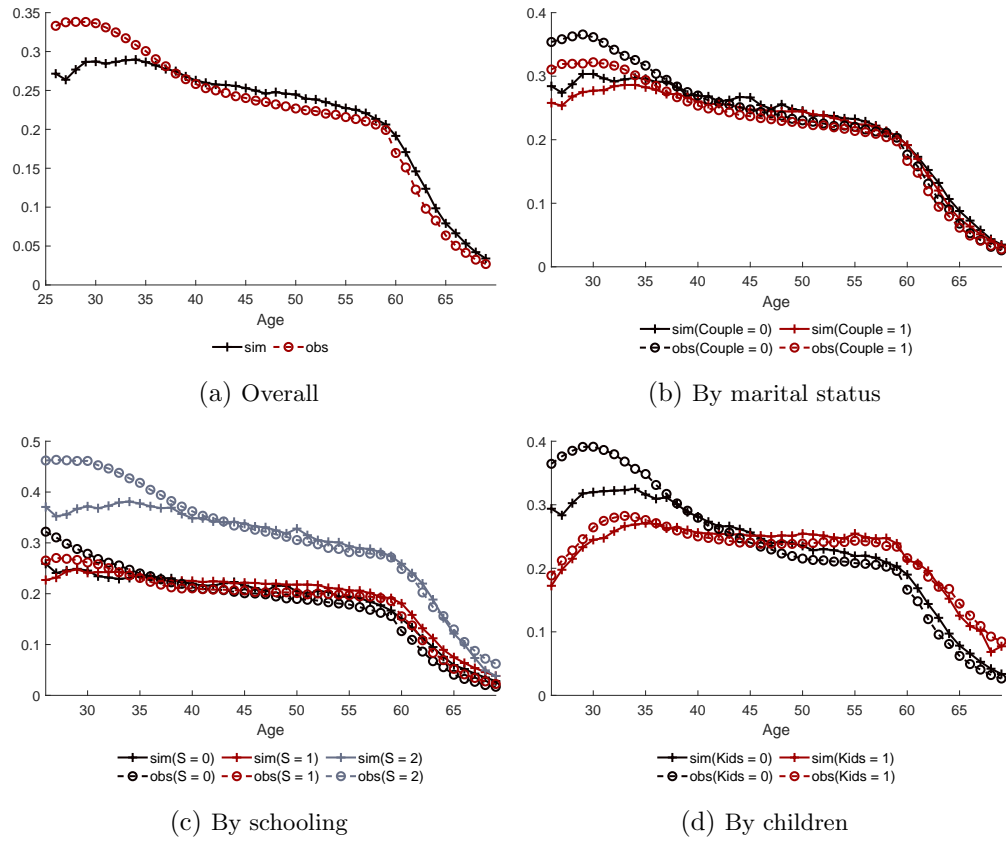 0.35
0.3
0.25
0.2
0.15
0.1
0.05
0
25 30 35 40 45 50 55 60 65
Age
sim obs
(a) Overall
0.4
0.3
0.2
0.1
0
30 35 40 45 50 55 60 65
Age
sim(Couple = 0) sim(Couple = 1)
obs(Couple = 0) obs(Couple = 1)
(b) By marital status
0.5
0.4
0.3
0.2
0.1
0
30 35 40 45 50 55 60 65
Age
sim(S = 0) sim(S = 1) sim(S = 2)
obs(S = 0) obs(S = 1) obs(S = 2)
(c) By schooling
0.4
0.3
0.2
0.1
0
30 35 40 45 50 55 60 65
Age
sim(Kids = 0) sim(Kids = 1)
obs(Kids = 0) obs(Kids = 1)
(d) By children